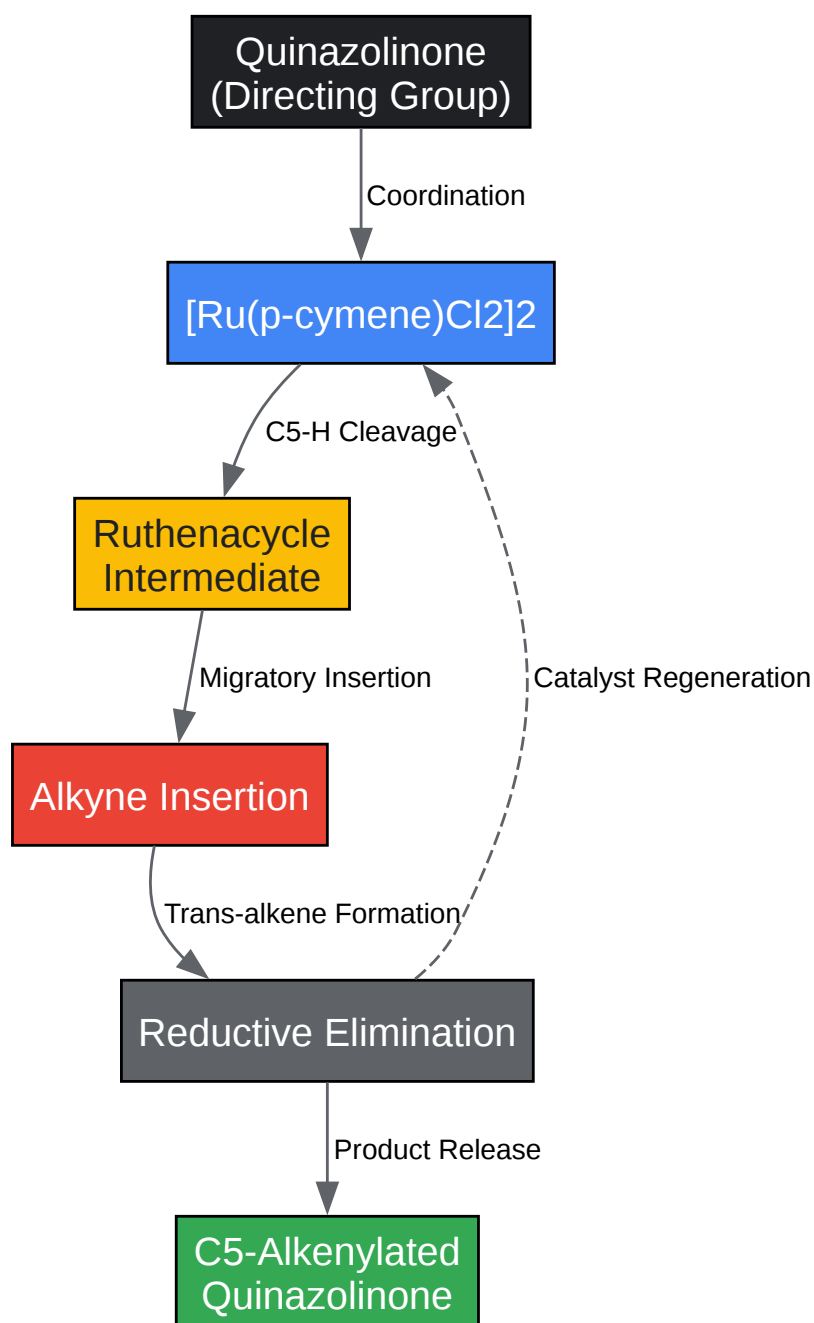 Quinazolinone
(Directing Group)
Coordination
[Ru(p-cymene)Cl2]2
C5-H Cleavage
Ruthenacycle
Intermediate
Migratory Insertion
Catalyst Regeneration
Alkyne Insertion
Trans-alkene Formation
Reductive Elimination
Product Release
C5-Alkenylated
Quinazolinone